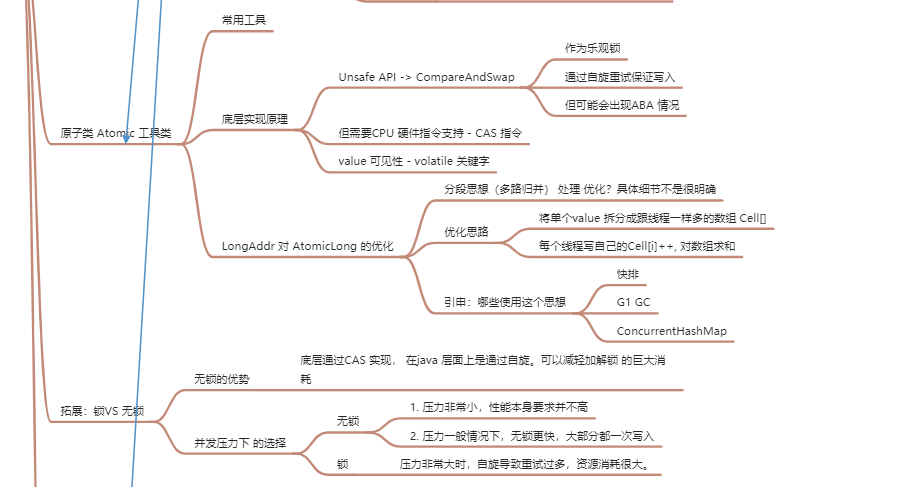 常用工具
原子类 Atomic 工具类
底层实现原理
Unsafe API -> CompareAndSwap
作为乐观锁
通过自旋重试保证写入
但可能会出现ABA 情况
但需要CPU 硬件指令支持 - CAS 指令
value 可见性 - volatile 关键字
LongAddr 对 AtomicLong 的优化
分段思想（多路归并） 处理 优化？具体细节不是很明确
优化思路
将单个value 拆分成跟线程一样多的数组 Cell[]
每个线程写自己的Cell[i]++, 对数组求和
引申：哪些使用这个思想
快排
G1 GC
ConcurrentHashMap
拓展：锁VS 无锁
无锁的优势
底层通过CAS 实现， 在java 层面上是通过自旋。可以减轻加解锁 的巨大消
耗
并发压力下 的选择
无锁
1. 压力非常小，性能本身要求并不高
2. 压力一般情况下，无锁更快，大部分都一次写入
锁
压力非常大时，自旋导致重试过多，资源消耗很大。